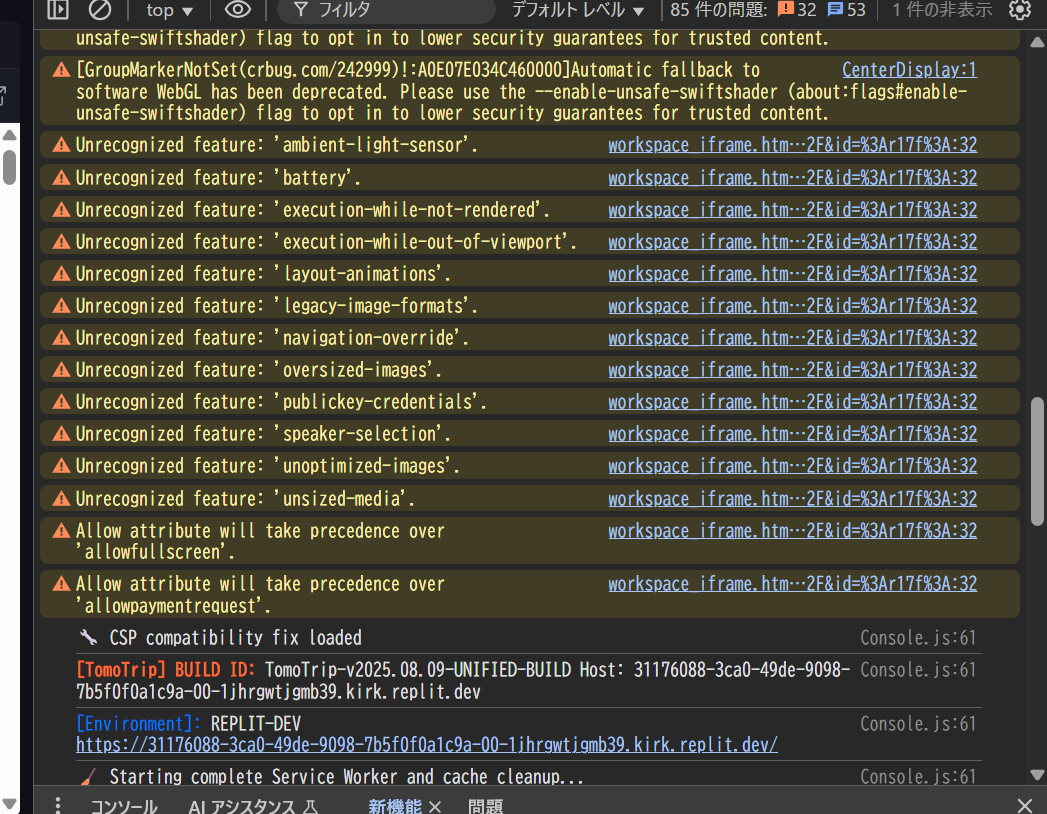 top ▼ フィルタ デフォルト レベル ▼ 85 件の問題: 32 53 1 件の非表示
unsafe-swiftshader) flag to opt in to lower security guarantees for trusted content.
[GroupMarkerNotSet(crbug.com/242999)!:A0E07E034C460000]Automatic fallback to CenterDisplay:1
software WebGL has been deprecated. Please use the --enable-unsafe-swiftshader (about:flags#enable-
unsafe-swiftshader) flag to opt in to lower security guarantees for trusted content.
Unrecognized feature: 'ambient-light-sensor'. workspace_iframe.htm…2F&id=%3Ar17f%3A:32
Unrecognized feature: 'battery'. workspace_iframe.htm…2F&id=%3Ar17f%3A:32
Unrecognized feature: 'execution-while-not-rendered'. workspace_iframe.htm…2F&id=%3Ar17f%3A:32
Unrecognized feature: 'execution-while-out-of-viewport'. workspace_iframe.htm…2F&id=%3Ar17f%3A:32
Unrecognized feature: 'layout-animations'. workspace_iframe.htm…2F&id=%3Ar17f%3A:32
Unrecognized feature: 'legacy-image-formats'. workspace_iframe.htm…2F&id=%3Ar17f%3A:32
Unrecognized feature: 'navigation-override'. workspace_iframe.htm…2F&id=%3Ar17f%3A:32
Unrecognized feature: 'oversized-images'. workspace_iframe.htm…2F&id=%3Ar17f%3A:32
Unrecognized feature: 'publickey-credentials'. workspace_iframe.htm…2F&id=%3Ar17f%3A:32
Unrecognized feature: 'speaker-selection'. workspace_iframe.htm…2F&id=%3Ar17f%3A:32
Unrecognized feature: 'unoptimized-images'. workspace_iframe.htm…2F&id=%3Ar17f%3A:32
Unrecognized feature: 'unsized-media'. workspace_iframe.htm…2F&id=%3Ar17f%3A:32
Allow attribute will take precedence over workspace_iframe.htm…2F&id=%3Ar17f%3A:32
'allowfullscreen'.
Allow attribute will take precedence over workspace_iframe.htm…2F&id=%3Ar17f%3A:32
'allowpaymentrequest'.
🔧 CSP compatibility fix loaded Console.js:61
[TomoTrip] BUILD ID: TomoTrip-v2025.08.09-UNIFIED-BUILD Host: 31176088-3ca0-49de-9098- Console.js:61
7b5f0f0a1c9a-00-1jhrgwtjgmb39.kirk.replit.dev
[Environment]: REPLIT-DEV Console.js:61
https://31176088-3ca0-49de-9098-7b5f0f0a1c9a-00-1jhrgwtjgmb39.kirk.replit.dev/
🧹 Starting complete Service Worker and cache cleanup... Console.js:61
コンソール AI アシスタンス 新機能 × 問題 ×